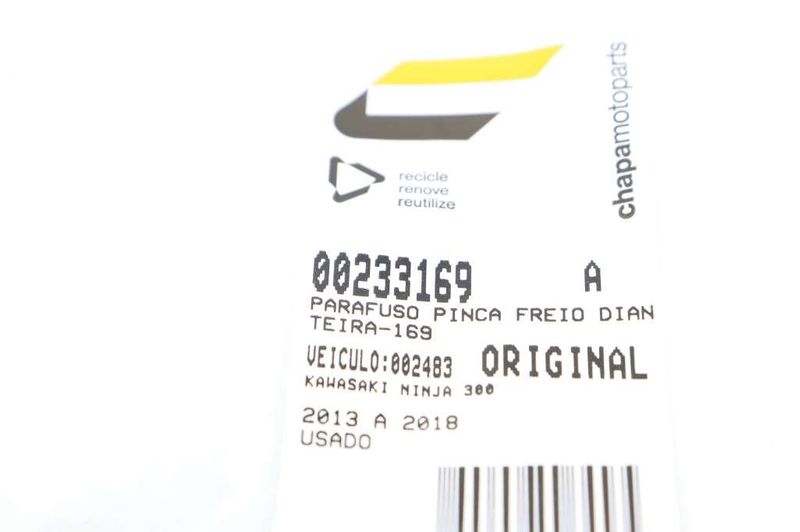 chapamotoparts
recicle
renove
reutilize
00233169 A
PARAFUSO PINCA FREIO DIAN
TEIRA-169
VEICULO:002483 ORIGINAL
KAWASAKI NINJA 300
2013 A 2018
USADO